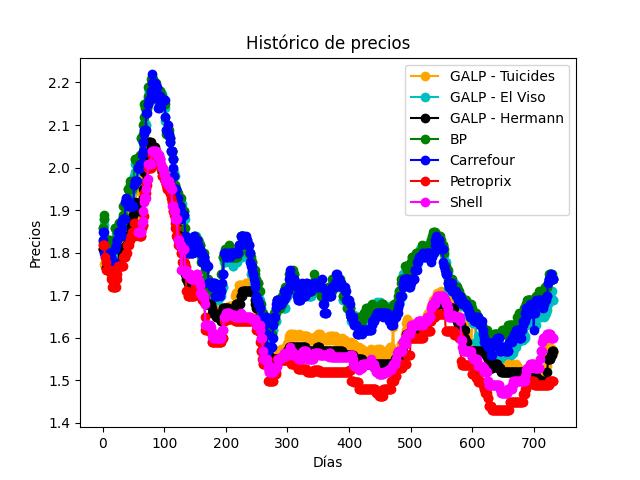 Histórico de precios
GALP - Tuicides
GALP - El Viso
GALP - Hermann
BP
Carrefour
Petroprix
Shell
Precios
2.2
2.1
2.0
1.9
1.8
1.7
1.6
1.5
1.4
0 100 200 300 400 500 600 700
Días